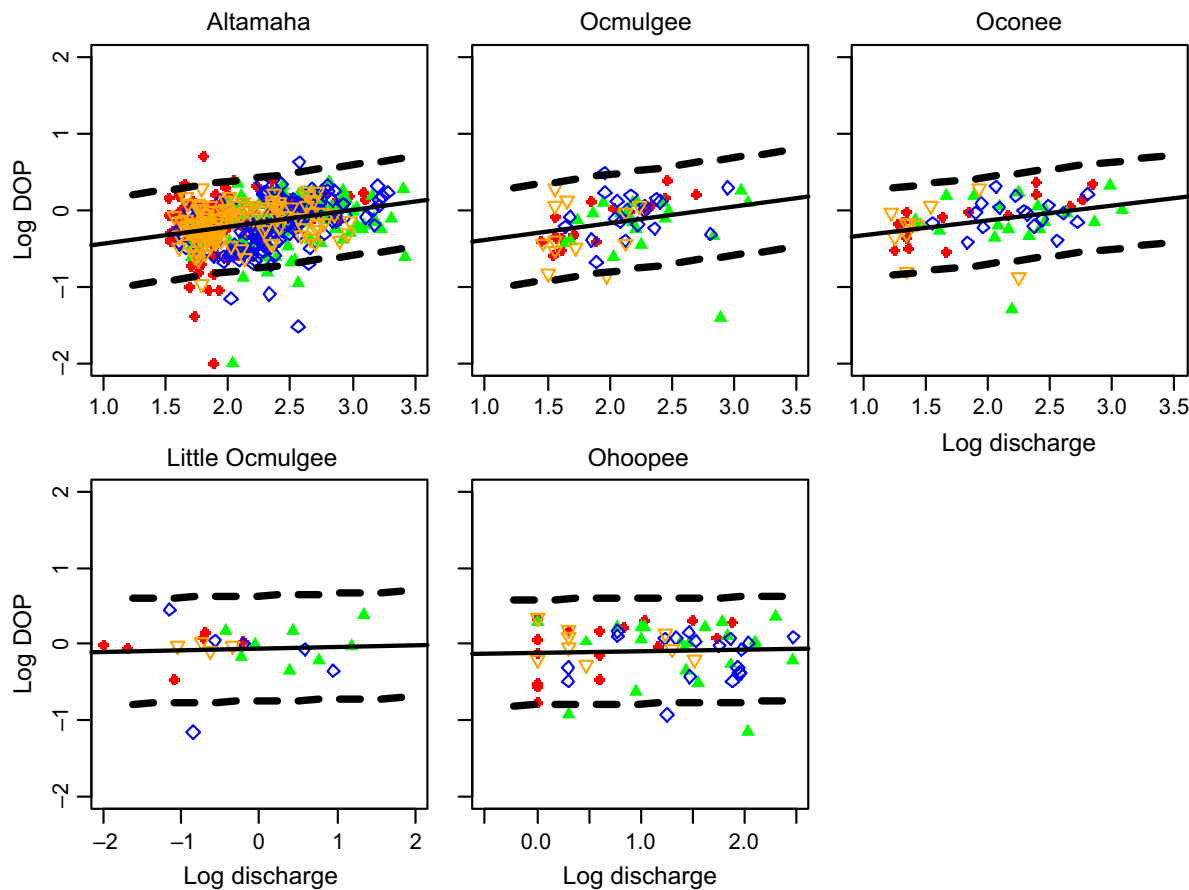 Altamaha
Ocmulgee
Oconee
Log DOP
2
1
0
−1
−2
1.0 1.5 2.0 2.5 3.0 3.5
1.0 1.5 2.0 2.5 3.0 3.5
1.0 1.5 2.0 2.5 3.0 3.5
Log discharge
Little Ocmulgee
Ohoopee
Log DOP
2
1
0
−1
−2
−2 −1 0 1 2
0.0 1.0 2.0
Log discharge
Log discharge